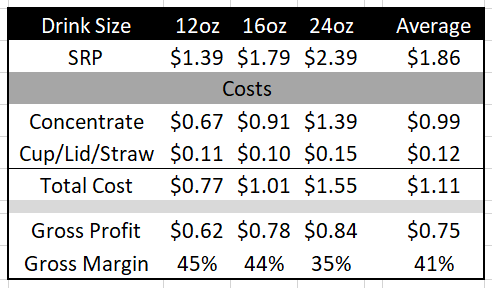 Drink Size 12oz 16oz 24oz Average
SRP $1.39 $1.79 $2.39 $1.86
Costs
Concentrate $0.67 $0.91 $1.39 $0.99
Cup/Lid/Straw $0.11 $0.10 $0.15 $0.12
Total Cost $0.77 $1.01 $1.55 $1.11
Gross Profit $0.62 $0.78 $0.84 $0.75
Gross Margin 45% 44% 35% 41%